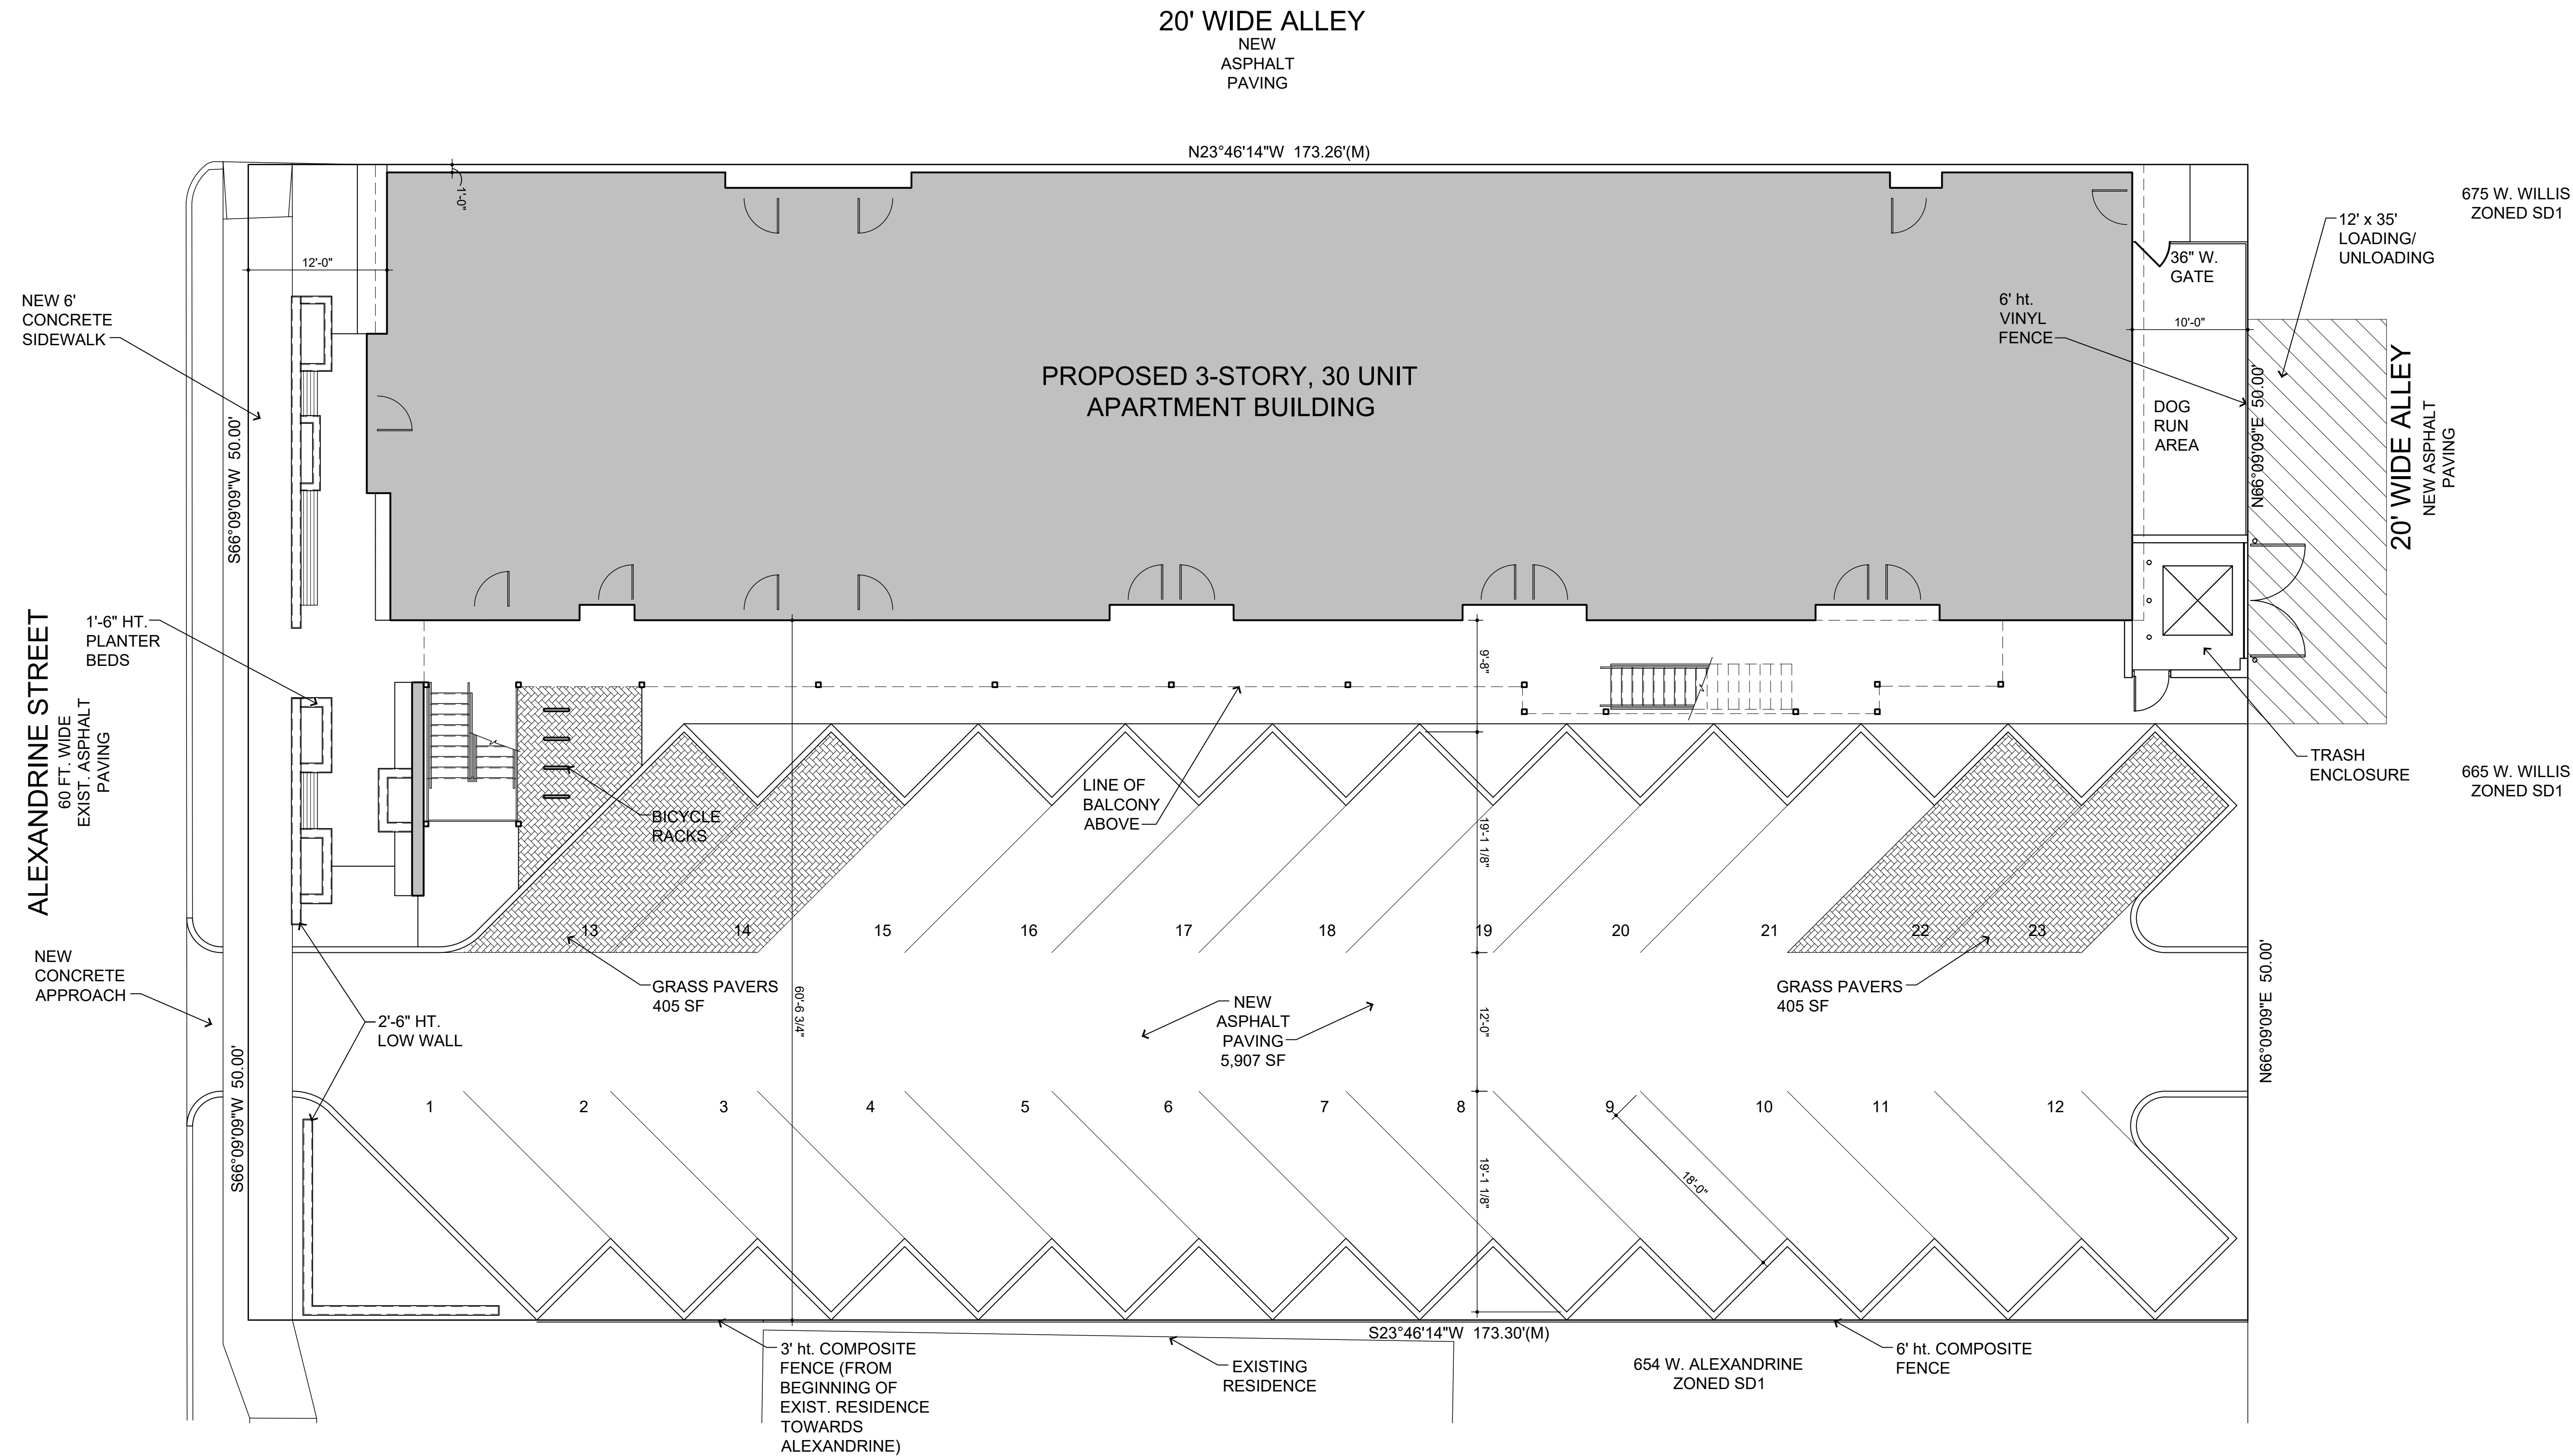 20' WIDE ALLEY
NEW
ASPHALT
PAVING
N23°46'14"W 173.26'(M)
1'-0"
675 W. WILLIS
ZONED SD1
12' x 35'
LOADING/
UNLOADING
12'-0"
36" W.
GATE
NEW 6'
CONCRETE
SIDEWALK
6' ht.
VINYL
FENCE
10'-0"
PROPOSED 3-STORY, 30 UNIT
APARTMENT BUILDING
DOG
RUN
AREA
S66°09'09"W 50.00'
N66°09'09"E 50.00'
20' WIDE ALLEY
NEW ASPHALT
PAVING
ALEXANDRINE STREET
60 FT. WIDE
EXIST. ASPHALT
PAVING
1'-6" HT.
PLANTER
BEDS
9'-8"
LINE OF
BALCONY
ABOVE
BICYCLE
RACKS
19'-1 1/8"
TRASH
ENCLOSURE
665 W. WILLIS
ZONED SD1
13
14
15
16
17
18
19
20
21
22
23
NEW
CONCRETE
APPROACH
GRASS PAVERS
405 SF
60'-6 3/4"
NEW
ASPHALT
PAVING
5,907 SF
12'-0"
GRASS PAVERS
405 SF
N66°09'09"E 50.00'
2'-6" HT.
LOW WALL
S66°09'09"W 50.00'
1
2
3
4
5
6
7
8
9
10
11
12
19'-1 1/8"
18'-0"
S23°46'14"W 173.30'(M)
3' ht. COMPOSITE
FENCE (FROM
BEGINNING OF
EXIST. RESIDENCE
TOWARDS
ALEXANDRINE)
EXISTING
RESIDENCE
654 W. ALEXANDRINE
ZONED SD1
6' ht. COMPOSITE
FENCE